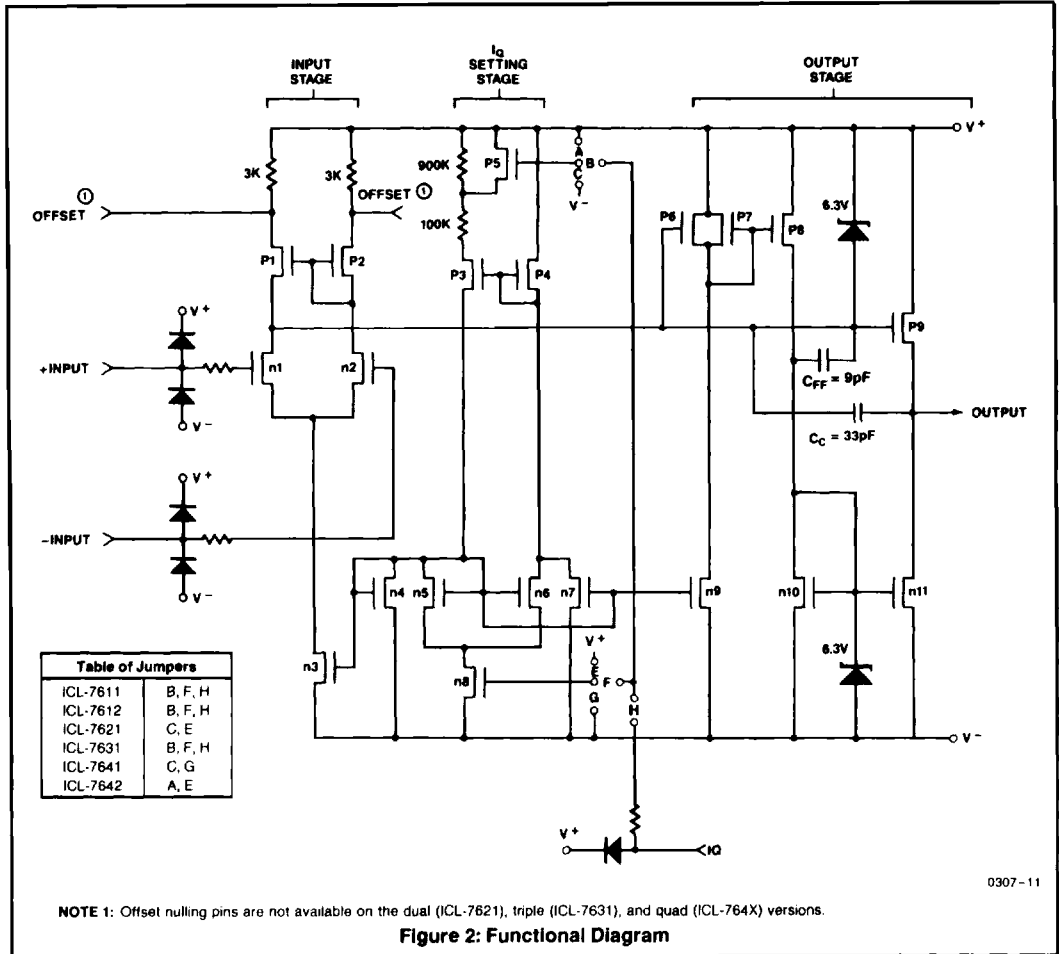 INPUT
STAGE
IQ
SETTING
STAGE
OUTPUT
STAGE
V+
3K
3K
OFFSET ①
OFFSET ①
900K
100K
P5
A
B
C
V−
P1
P2
P3
P4
P6
P7
P8
6.3V
P9
V+
+INPUT
V−
n1
n2
CFF = 9pF
OUTPUT
CC = 33pF
V+
−INPUT
V−
n4
n5
n6
n7
n9
n10
n11
n3
n8
V+
E
F
G
H
6.3V
V−
Table of Jumpers
ICL-7611 B, F, H
ICL-7612 B, F, H
ICL-7621 C, E
ICL-7631 B, F, H
ICL-7641 C, G
ICL-7642 A, E
V+
IQ
0307-11
NOTE 1: Offset nulling pins are not available on the dual (ICL-7621), triple (ICL-7631), and quad (ICL-764X) versions.
Figure 2: Functional Diagram